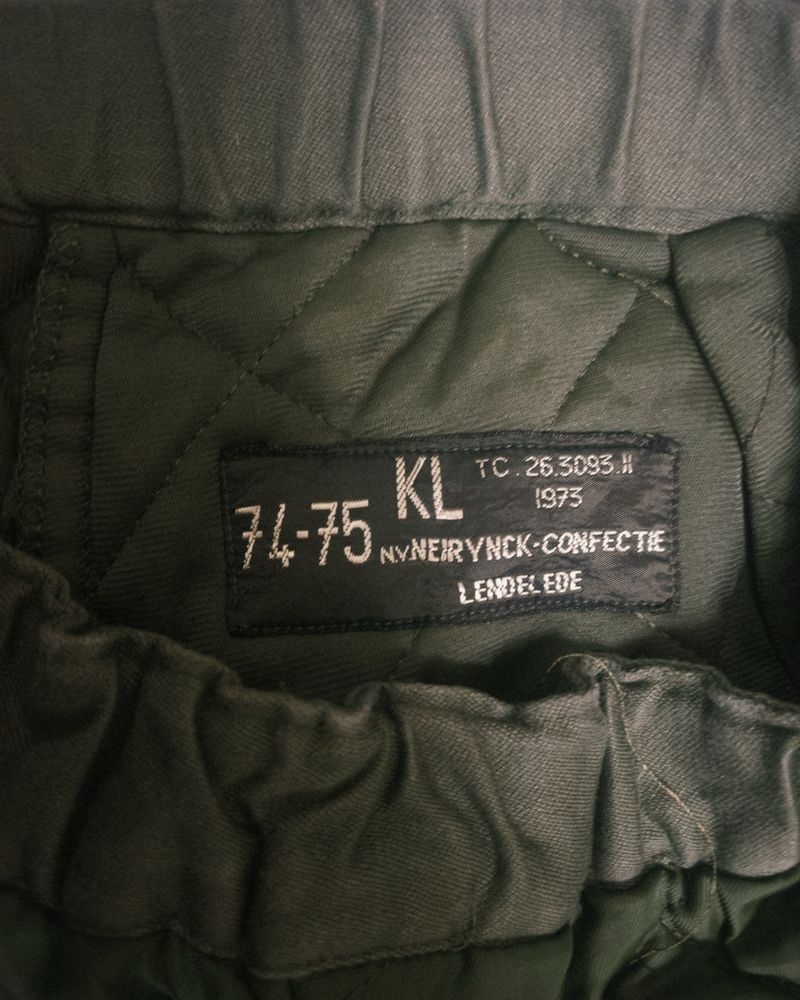 KL TC.26.3093.II
74-75 1973
N.V. NEIRYNCK-CONFECTIE
LENDELEDE